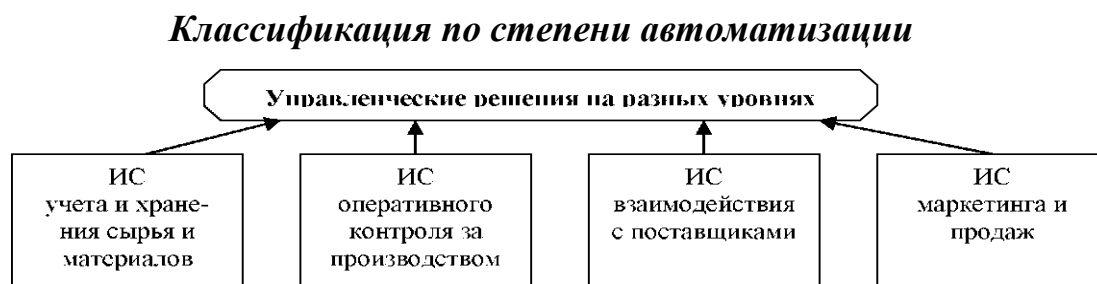 Классификация по степени автоматизации
Управленческие решения на разных уровнях
ИС
учета и хране-
ния сырья и
материалов
ИС
оперативного
контроля за
производством
ИС
взаимодействия
с поставщиками
ИС
маркетинга и
продаж